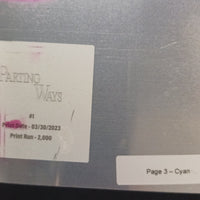 PARTING
WAYS
#1
Print Date - 03/30/2023
Print Run - 2,000
Page 3 – Cyan